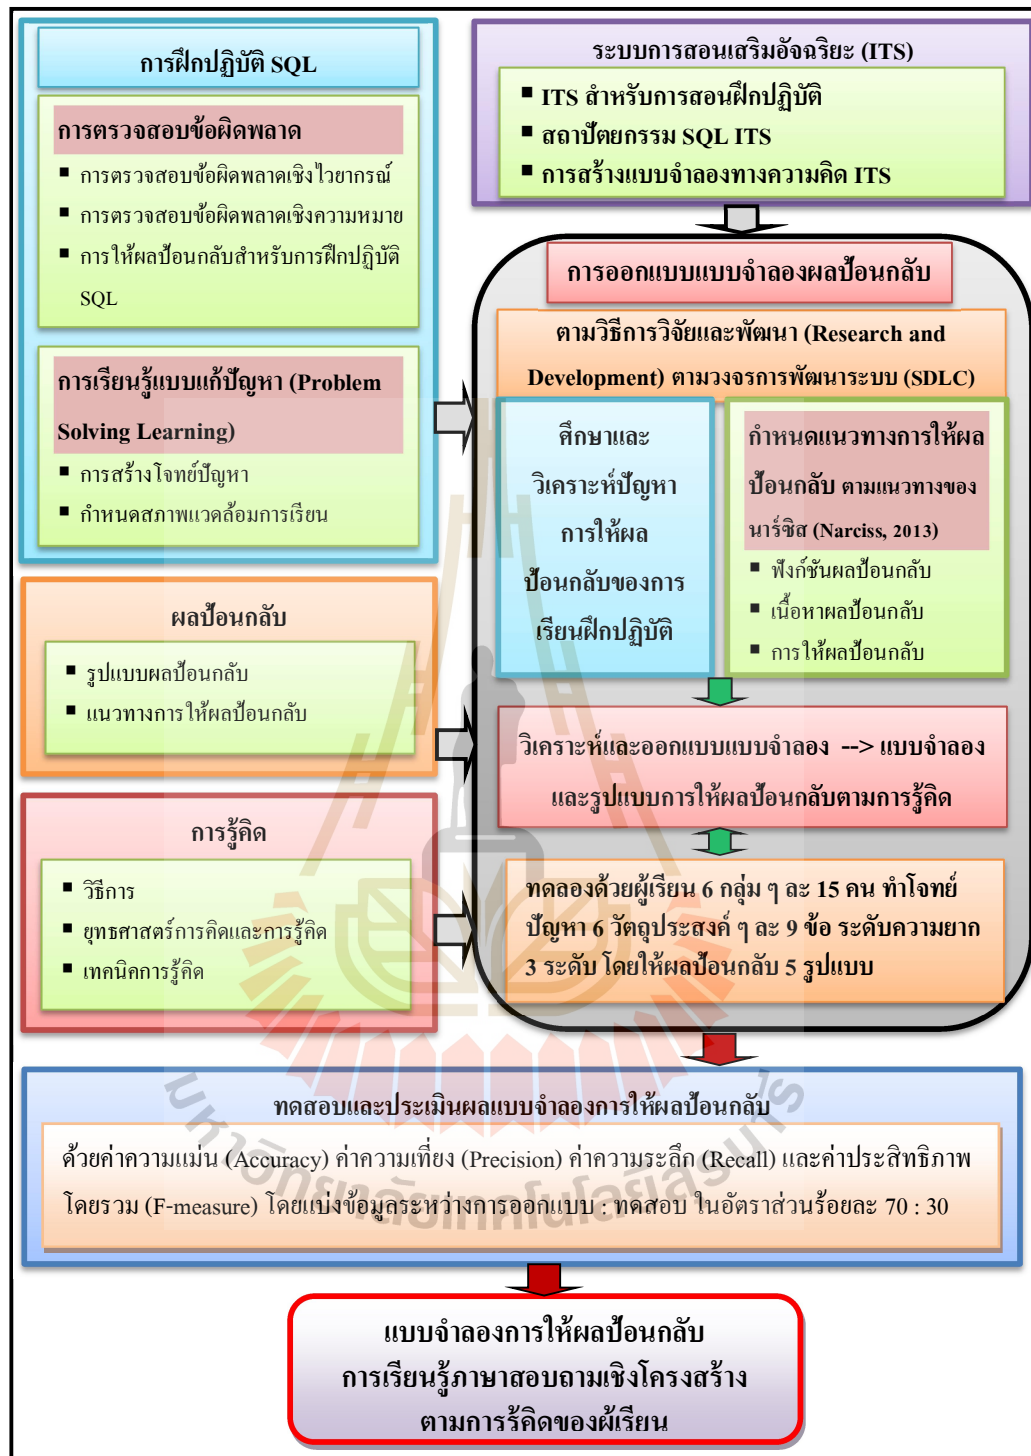 การฝึกปฏิบัติ SQL
การตรวจสอบข้อผิดพลาด
▪ การตรวจสอบข้อผิดพลาดเชิงไวยากรณ์
▪ การตรวจสอบข้อผิดพลาดเชิงความหมาย
▪ การให้ผลป้อนกลับสำหรับการฝึกปฏิบัติ
SQL
การเรียนรู้แบบแก้ปัญหา (Problem
Solving Learning)
▪ การสร้างโจทย์ปัญหา
▪ กำหนดสภาพแวดล้อมการเรียน
ผลป้อนกลับ
▪ รูปแบบผลป้อนกลับ
▪ แนวทางการให้ผลป้อนกลับ
การรู้คิด
▪ วิธีการ
▪ ยุทธศาสตร์การคิดและการรู้คิด
▪ เทคนิคการรู้คิด
ระบบการสอนเสริมอัจฉริยะ (ITS)
▪ ITS สำหรับการสอนฝึกปฏิบัติ
▪ สถาปัตยกรรม SQL ITS
▪ การสร้างแบบจำลองทางความคิด ITS
การออกแบบแบบจำลองผลป้อนกลับ
ตามวิธีการวิจัยและพัฒนา (Research and
Development) ตามวงจรการพัฒนาระบบ (SDLC)
ศึกษาและ
วิเคราะห์ปัญหา
การให้ผล
ป้อนกลับของการ
เรียนฝึกปฏิบัติ
กำหนดแนวทางการให้ผล
ป้อนกลับ ตามแนวทางของ
นาร์ซิส (Narciss, 2013)
▪ ฟังก์ชันผลป้อนกลับ
▪ เนื้อหาผลป้อนกลับ
▪ การให้ผลป้อนกลับ
วิเคราะห์และออกแบบแบบจำลอง --> แบบจำลอง
และรูปแบบการให้ผลป้อนกลับตามการรู้คิด
ทดลองด้วยผู้เรียน 6 กลุ่ม ๆ ละ 15 คน ทำโจทย์
ปัญหา 6 วัตถุประสงค์ ๆ ละ 9 ข้อ ระดับความยาก
3 ระดับ โดยให้ผลป้อนกลับ 5 รูปแบบ
ทดสอบและประเมินผลแบบจำลองการให้ผลป้อนกลับ
ด้วยค่าความแม่น (Accuracy) ค่าความเที่ยง (Precision) ค่าความระลึก (Recall) และค่าประสิทธิภาพ
โดยรวม (F-measure) โดยแบ่งข้อมูลระหว่างการออกแบบ : ทดสอบ ในอัตราส่วนร้อยละ 70 : 30
มหาวิทยาลัยเทคโนโลยีสุรนารี
แบบจำลองการให้ผลป้อนกลับ
การเรียนรู้ภาษาสอบถามเชิงโครงสร้าง
ตามการรู้คิดของผู้เรียน